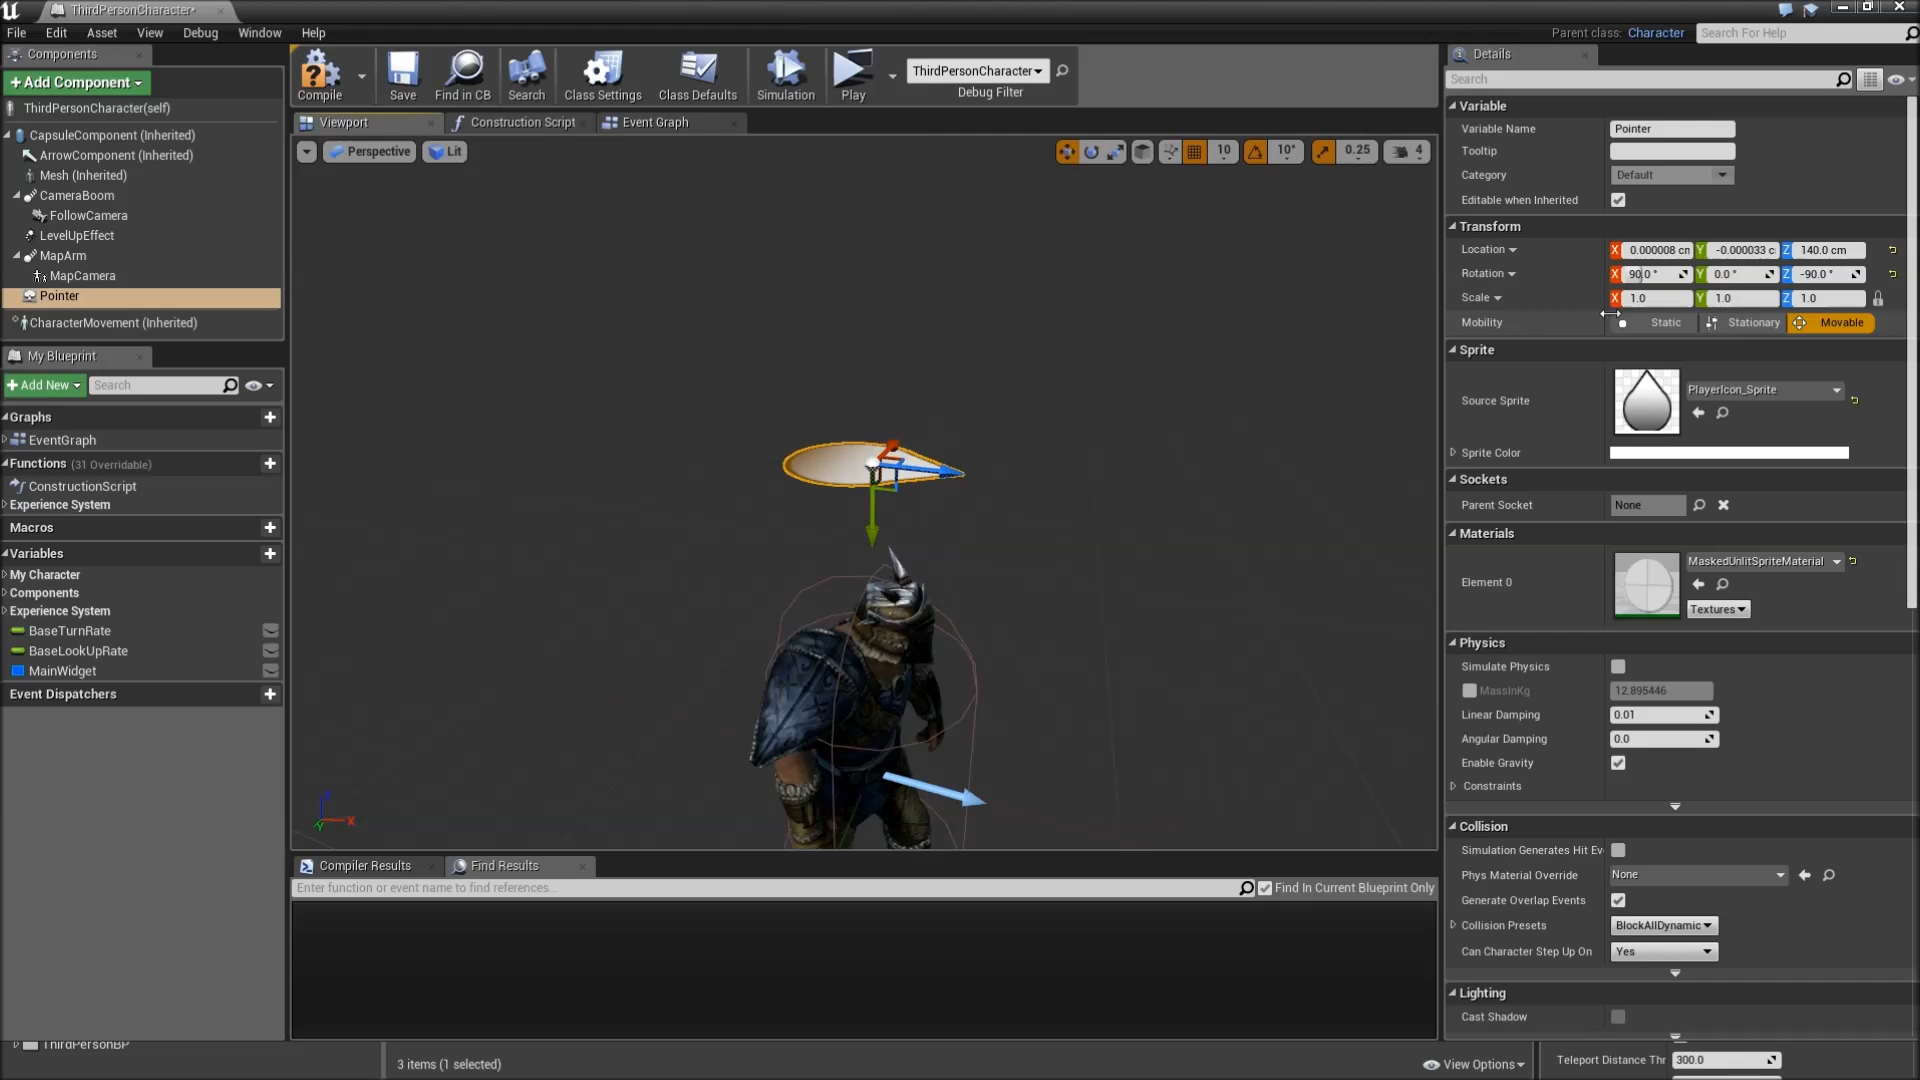 ThirdPersonCharacter*
File Edit Asset View Debug Window Help
Parent class: Character
Search For Help
Components
+Add Component
ThirdPersonCharacter(self)
CapsuleComponent (Inherited)
ArrowComponent (Inherited)
Mesh (Inherited)
CameraBoom
FollowCamera
LevelUpEffect
MapArm
MapCamera
Pointer
CharacterMovement (Inherited)
My Blueprint
+Add New
Search
Graphs
EventGraph
Functions (31 Overridable)
ConstructionScript
Experience System
Macros
Variables
My Character
Components
Experience System
BaseTurnRate
BaseLookUpRate
MainWidget
Event Dispatchers
ThirdPersonBP
Compile Save Find in CB Search Class Settings Class Defaults Simulation Play
ThirdPersonCharacter
Debug Filter
Viewport Construction Script Event Graph
Perspective Lit
10 10° 0.25 4
Z X Y
Compiler Results Find Results
Enter function or event name to find references...
Find In Current Blueprint Only
3 items (1 selected)
View Options
Details
Search
Variable
Variable Name Pointer
Tooltip
Category Default
Editable when Inherited
Transform
Location X 0.000008 cm Y -0.000033 c Z 140.0 cm
Rotation X 90.0 ° Y 0.0 ° Z -90.0 °
Scale X 1.0 Y 1.0 Z 1.0
Mobility Static Stationary Movable
Sprite
Source Sprite PlayerIcon_Sprite
Sprite Color
Sockets
Parent Socket None
Materials
Element 0 MaskedUnlitSpriteMaterial
Textures
Physics
Simulate Physics
MassInKg 12.895446
Linear Damping 0.01
Angular Damping 0.0
Enable Gravity
Constraints
Collision
Simulation Generates Hit Ev
Phys Material Override None
Generate Overlap Events
Collision Presets BlockAllDynamic
Can Character Step Up On Yes
Lighting
Cast Shadow
Teleport Distance Thr 300.0